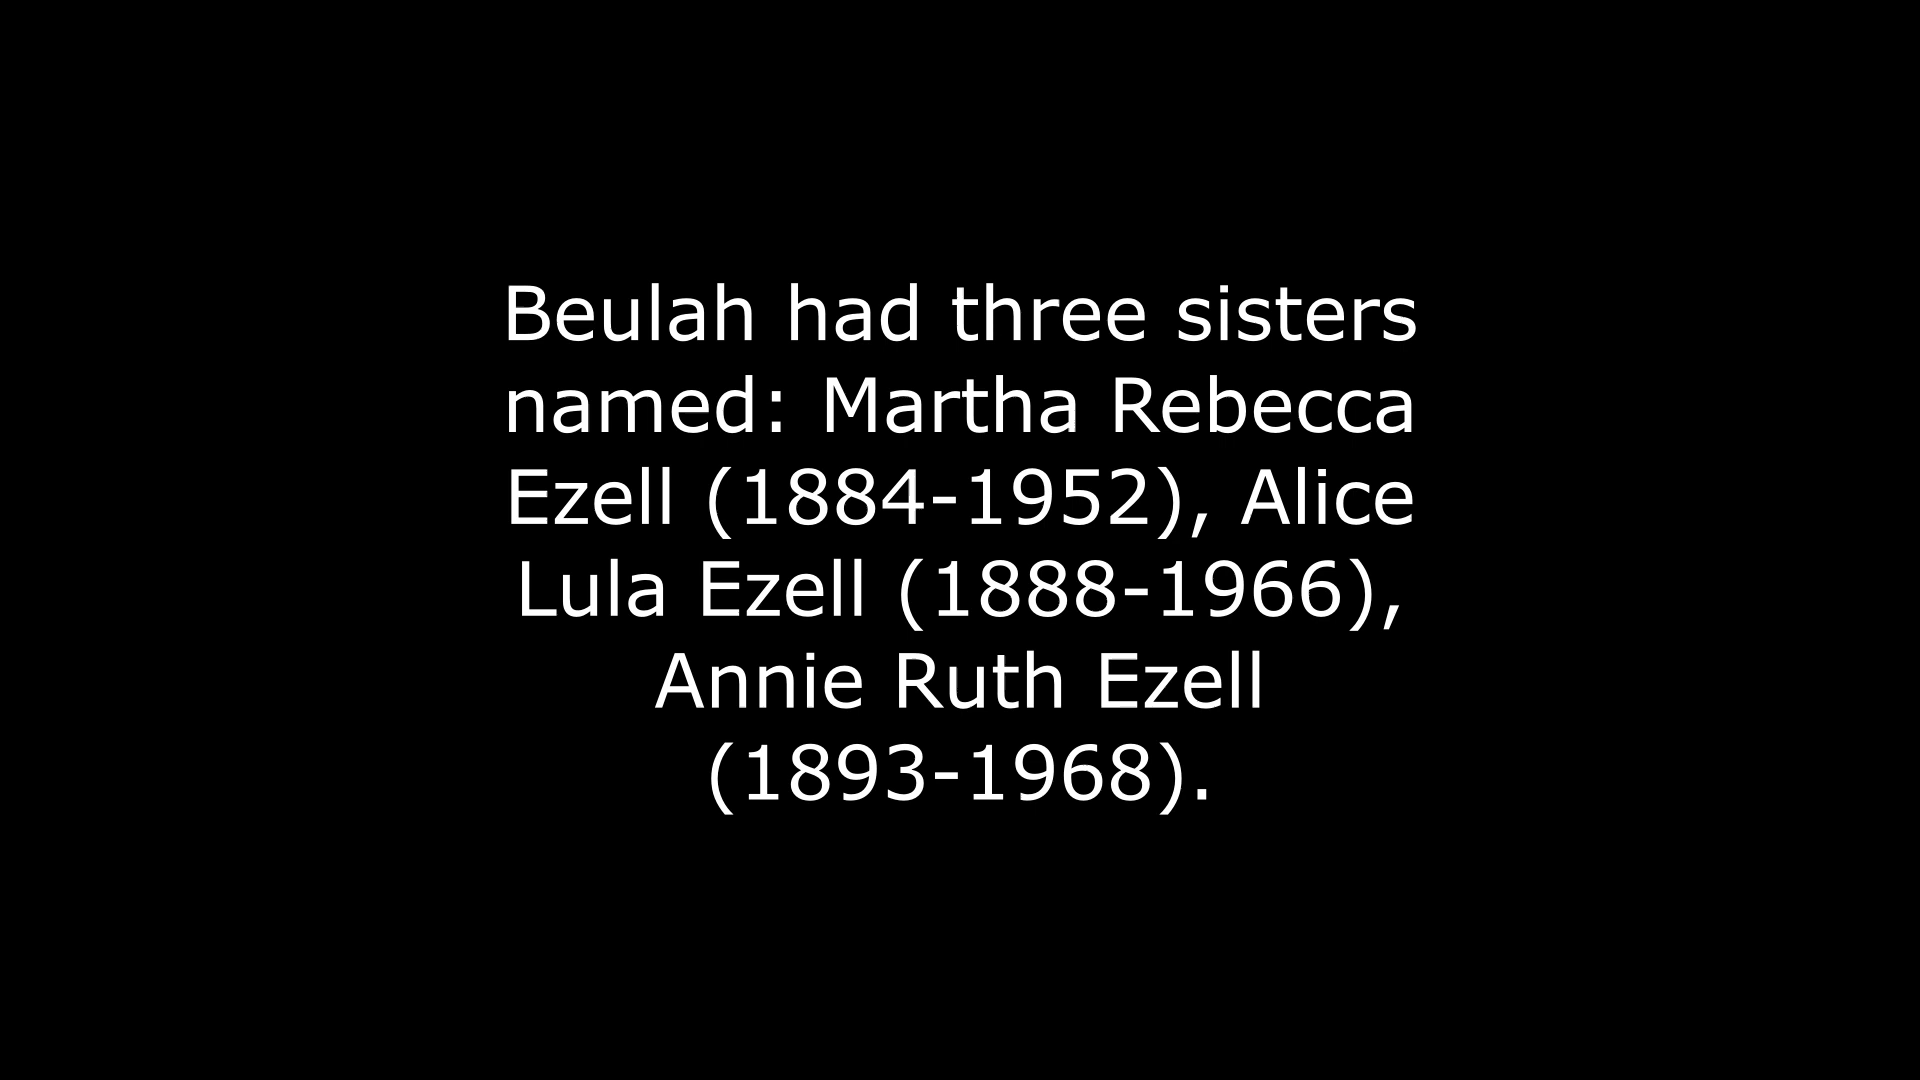 Beulah had three sisters
named: Martha Rebecca
Ezell (1884-1952), Alice
Lula Ezell (1888-1966),
Annie Ruth Ezell
(1893-1968).